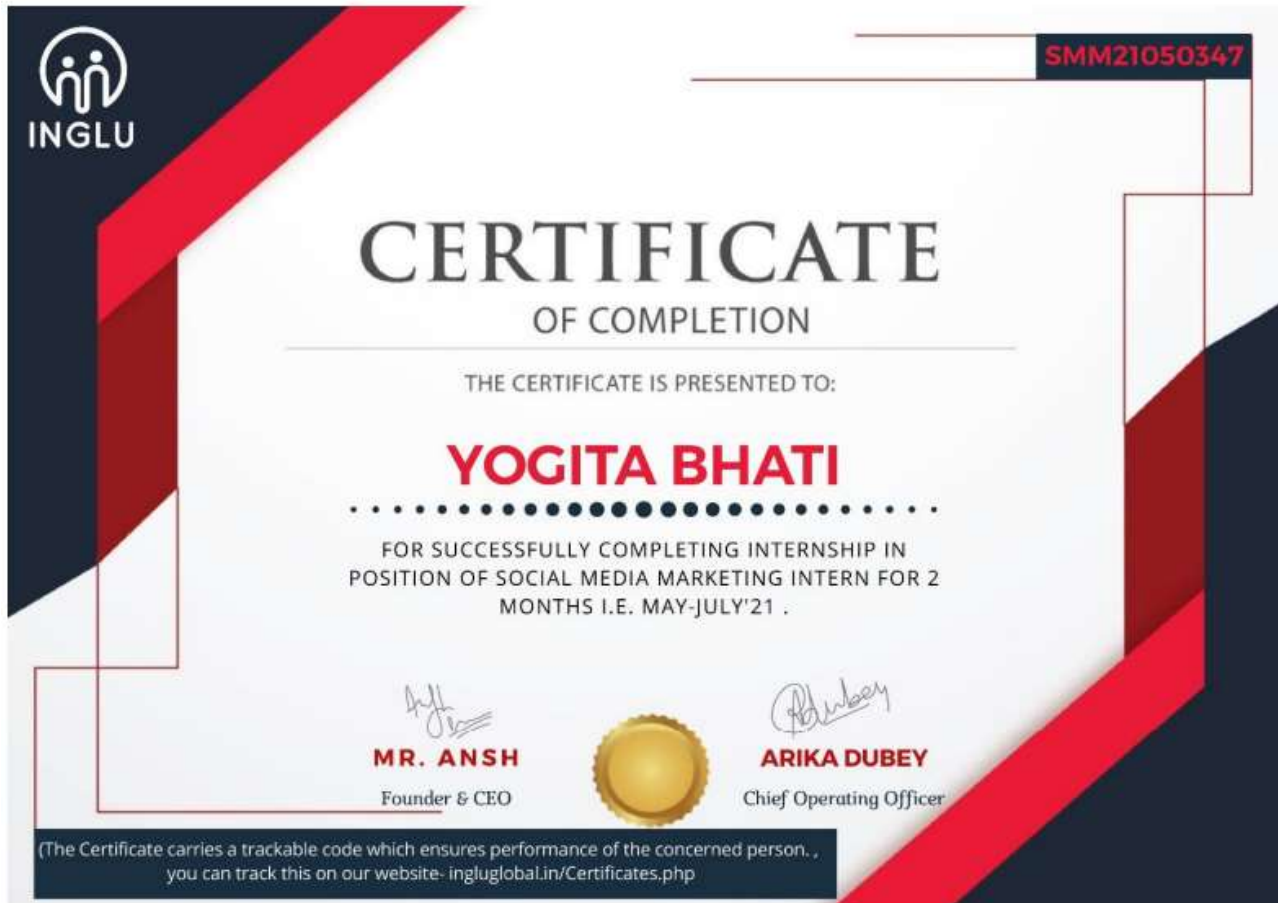 INGLU
SMM21050347
CERTIFICATE
OF COMPLETION
THE CERTIFICATE IS PRESENTED TO:
YOGITA BHATI
FOR SUCCESSFULLY COMPLETING INTERNSHIP IN
POSITION OF SOCIAL MEDIA MARKETING INTERN FOR 2
MONTHS I.E. MAY-JULY'21 .
MR. ANSH
Founder & CEO
ARIKA DUBEY
Chief Operating Officer
(The Certificate carries a trackable code which ensures performance of the concerned person. ,
you can track this on our website- ingluglobal.in/Certificates.php